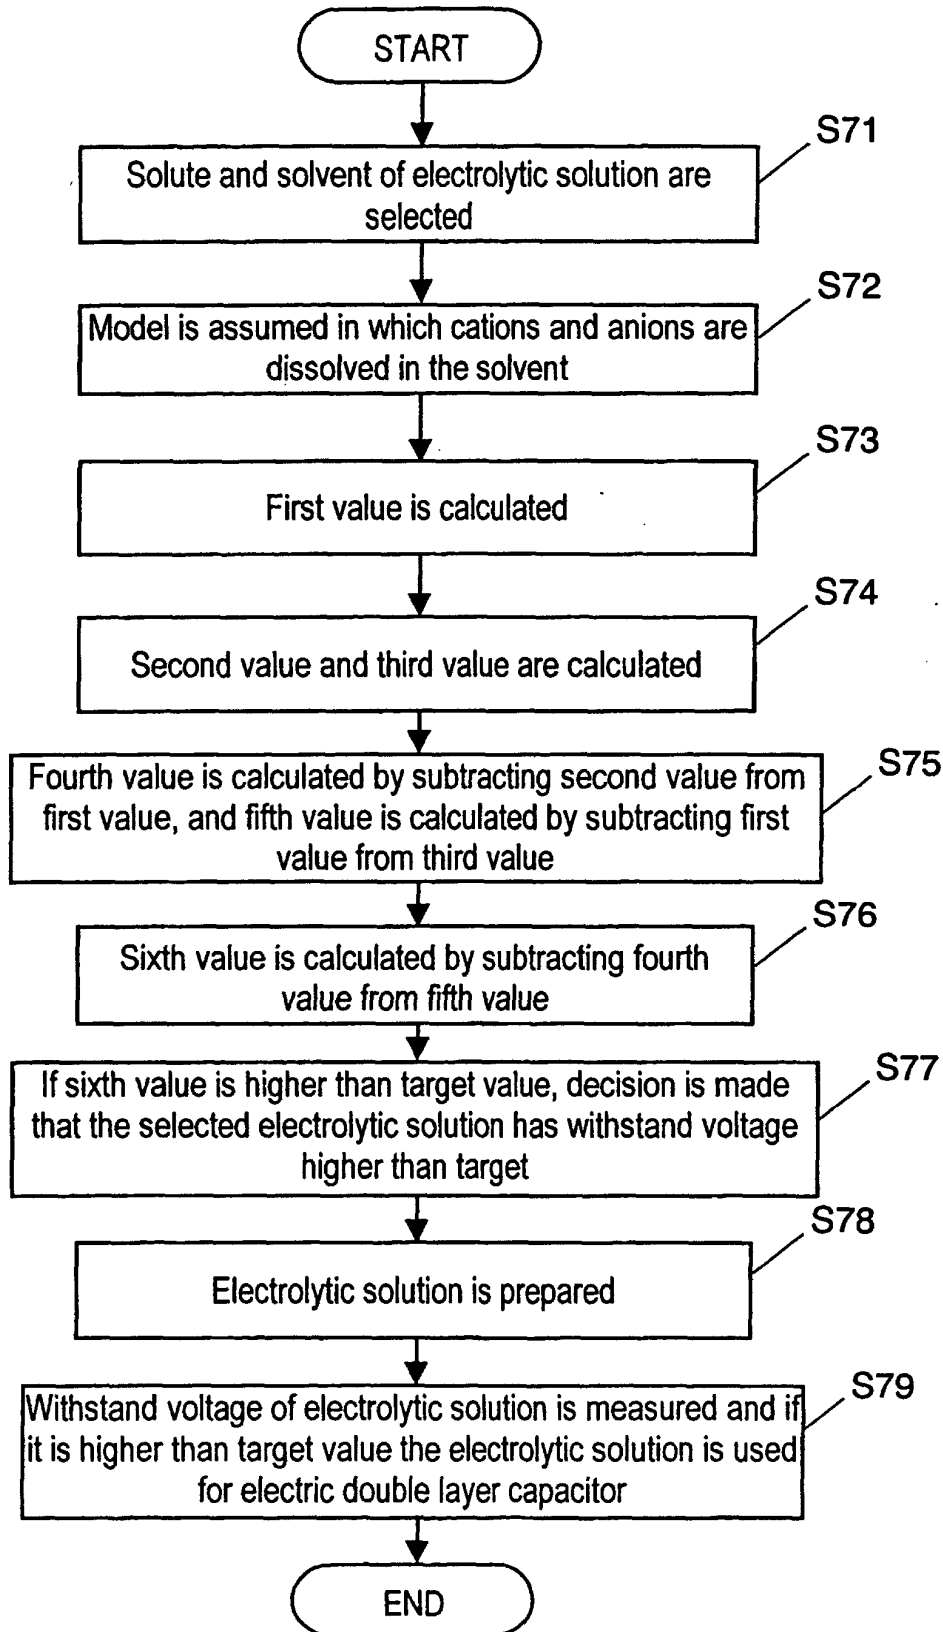 START
S71
Solute and solvent of electrolytic solution are
selected
S72
Model is assumed in which cations and anions are
dissolved in the solvent
S73
First value is calculated
S74
Second value and third value are calculated
S75
Fourth value is calculated by subtracting second value from
first value, and fifth value is calculated by subtracting first
value from third value
S76
Sixth value is calculated by subtracting fourth
value from fifth value
S77
If sixth value is higher than target value, decision is made
that the selected electrolytic solution has withstand voltage
higher than target
S78
Electrolytic solution is prepared
S79
Withstand voltage of electrolytic solution is measured and if
it is higher than target value the electrolytic solution is used
for electric double layer capacitor
END